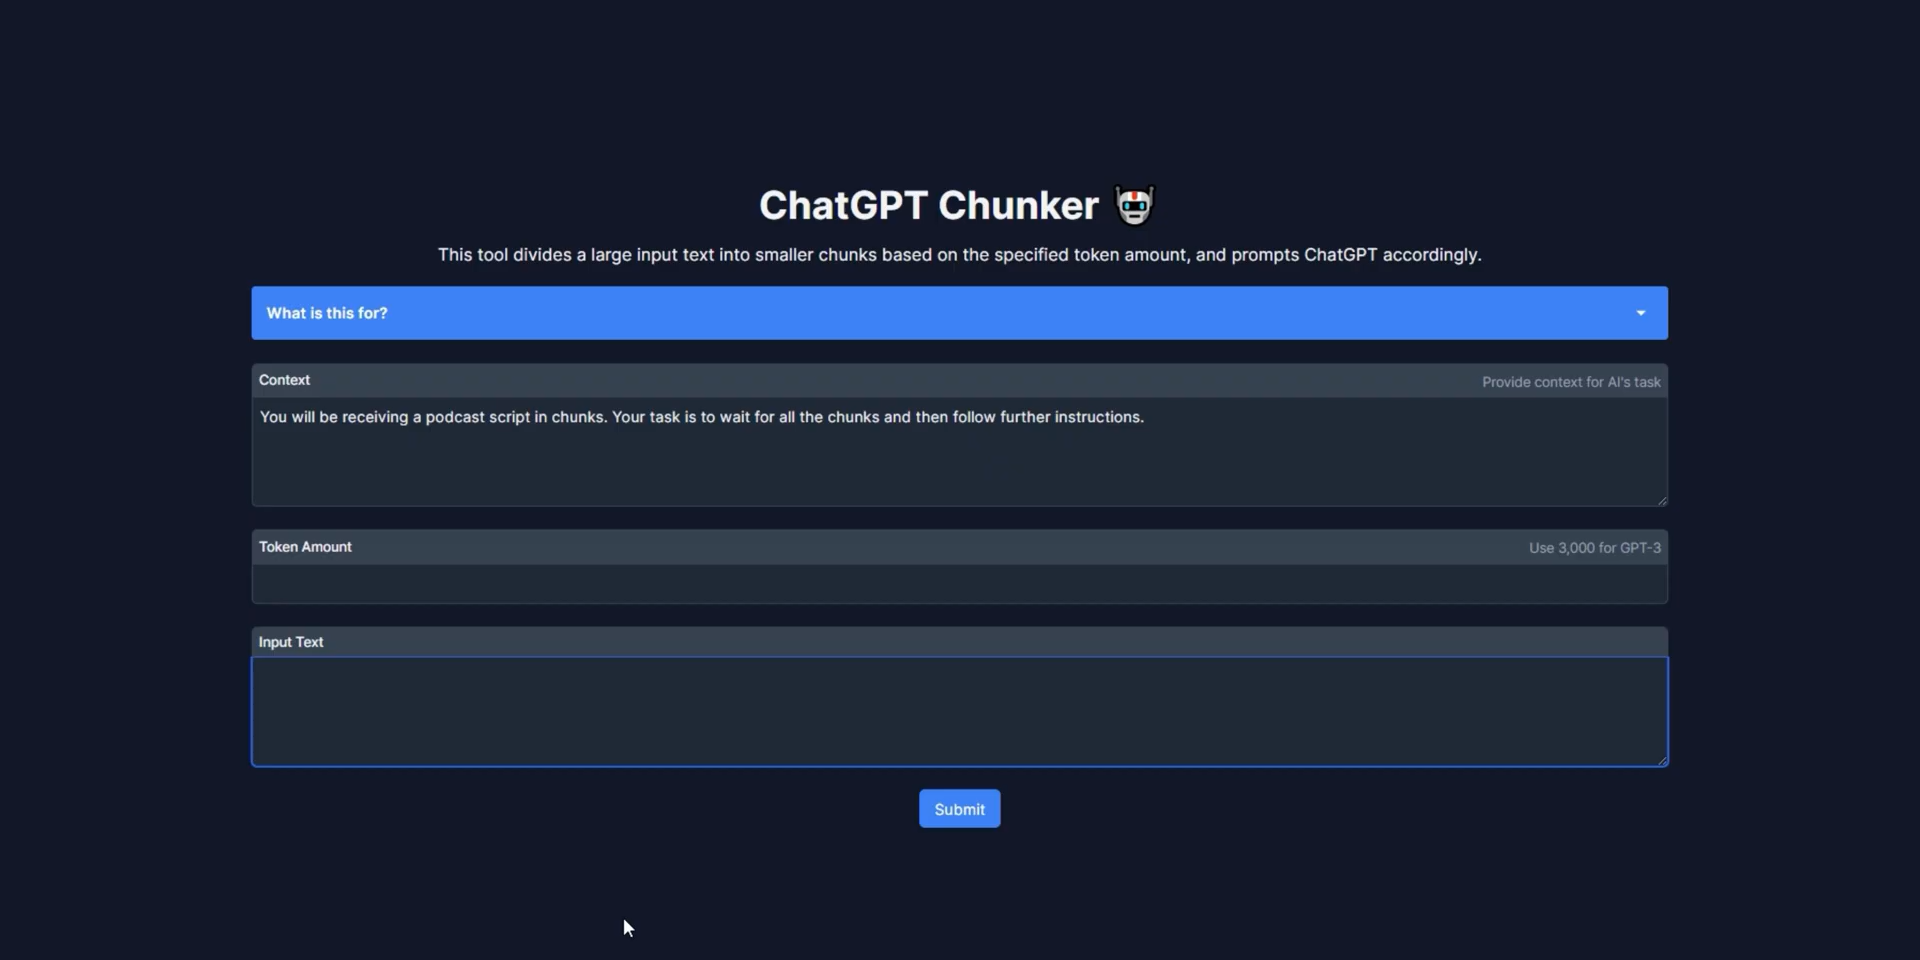 ChatGPT Chunker
This tool divides a large input text into smaller chunks based on the specified token amount, and prompts ChatGPT accordingly.
What is this for?
Context
Provide context for AI's task
You will be receiving a podcast script in chunks. Your task is to wait for all the chunks and then follow further instructions.
Token Amount
Use 3,000 for GPT-3
Input Text
Submit